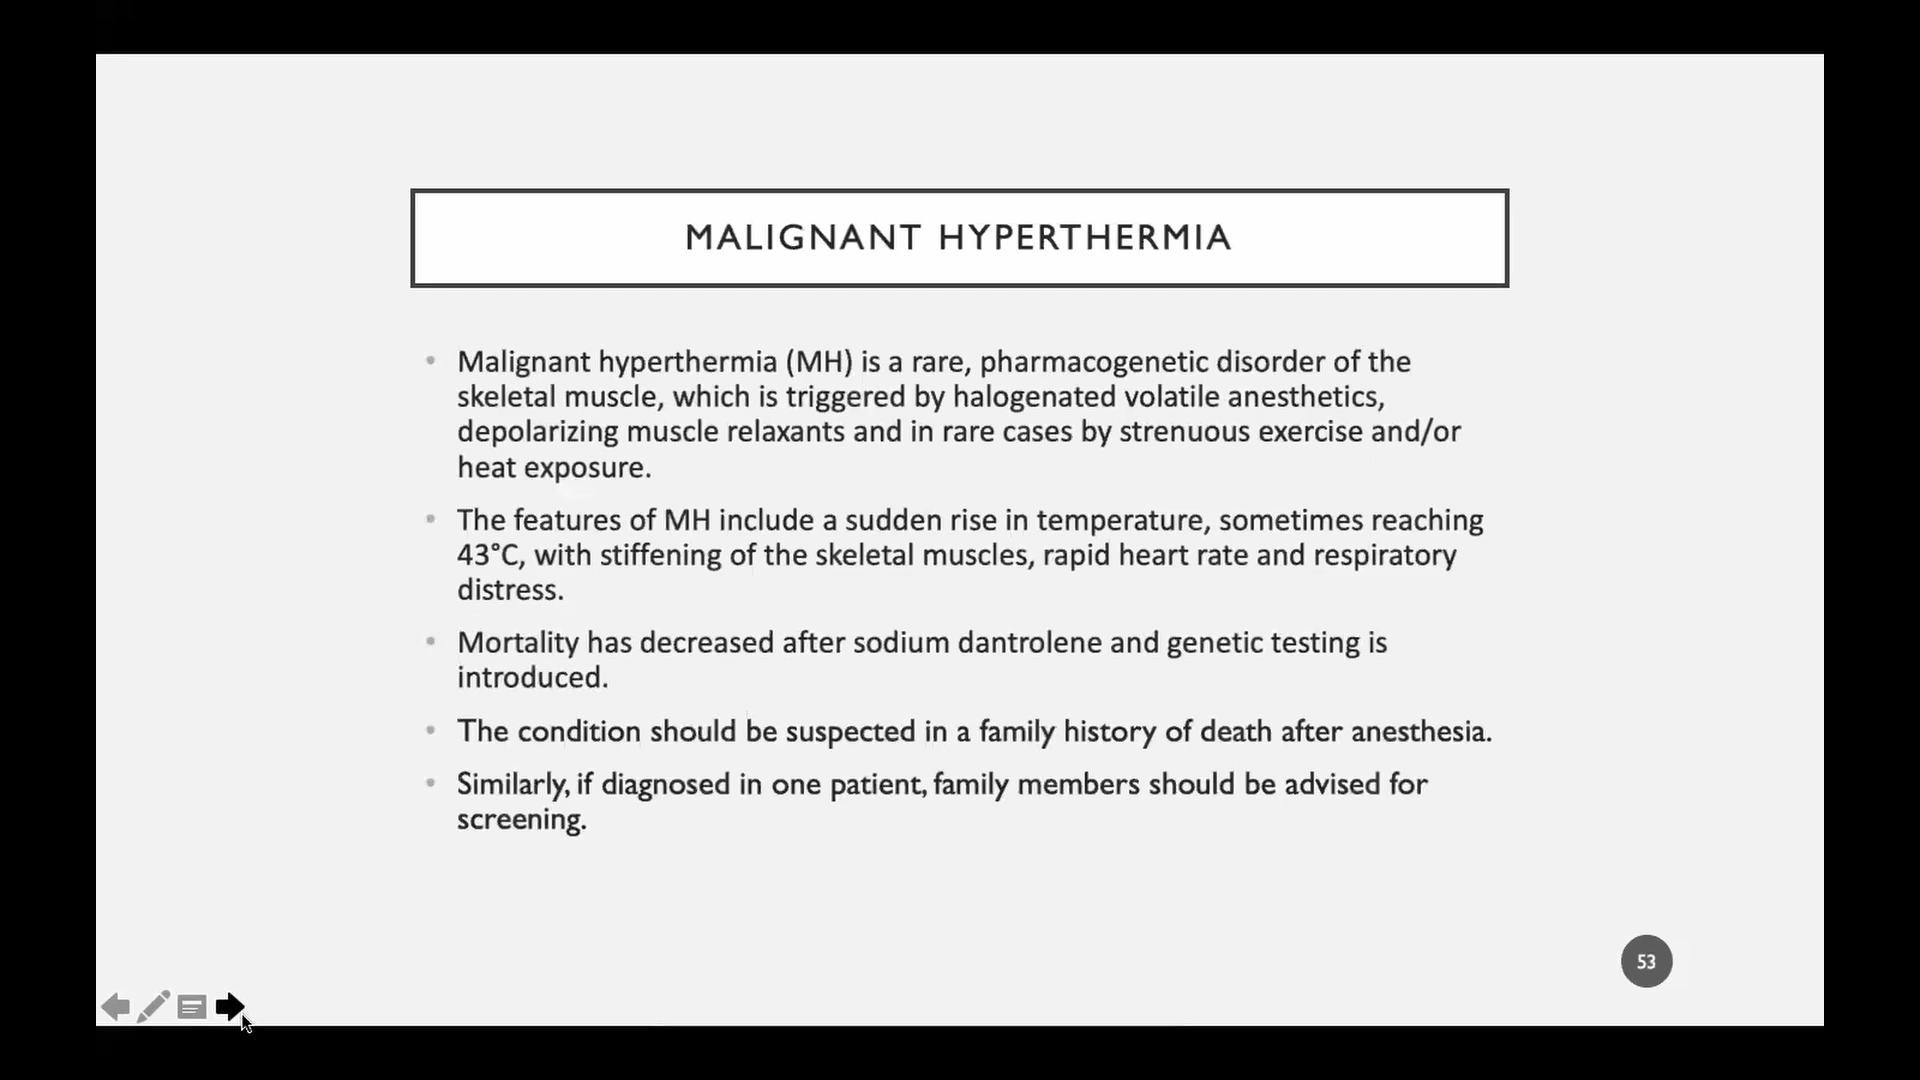 MALIGNANT HYPERTHERMIA
• Malignant hyperthermia (MH) is a rare, pharmacogenetic disorder of the
skeletal muscle, which is triggered by halogenated volatile anesthetics,
depolarizing muscle relaxants and in rare cases by strenuous exercise and/or
heat exposure.
• The features of MH include a sudden rise in temperature, sometimes reaching
43°C, with stiffening of the skeletal muscles, rapid heart rate and respiratory
distress.
• Mortality has decreased after sodium dantrolene and genetic testing is
introduced.
• The condition should be suspected in a family history of death after anesthesia.
• Similarly, if diagnosed in one patient, family members should be advised for
screening.
53